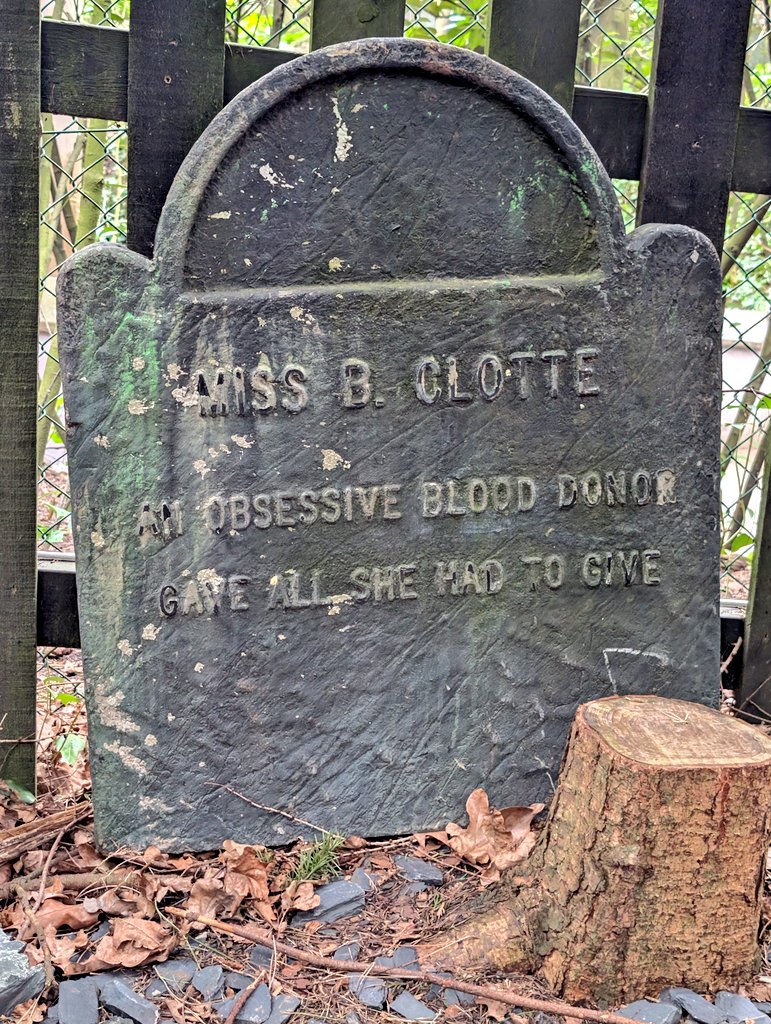 MISS B. CLOTTE
AN OBSESSIVE BLOOD DONOR
GAVE ALL SHE HAD TO GIVE